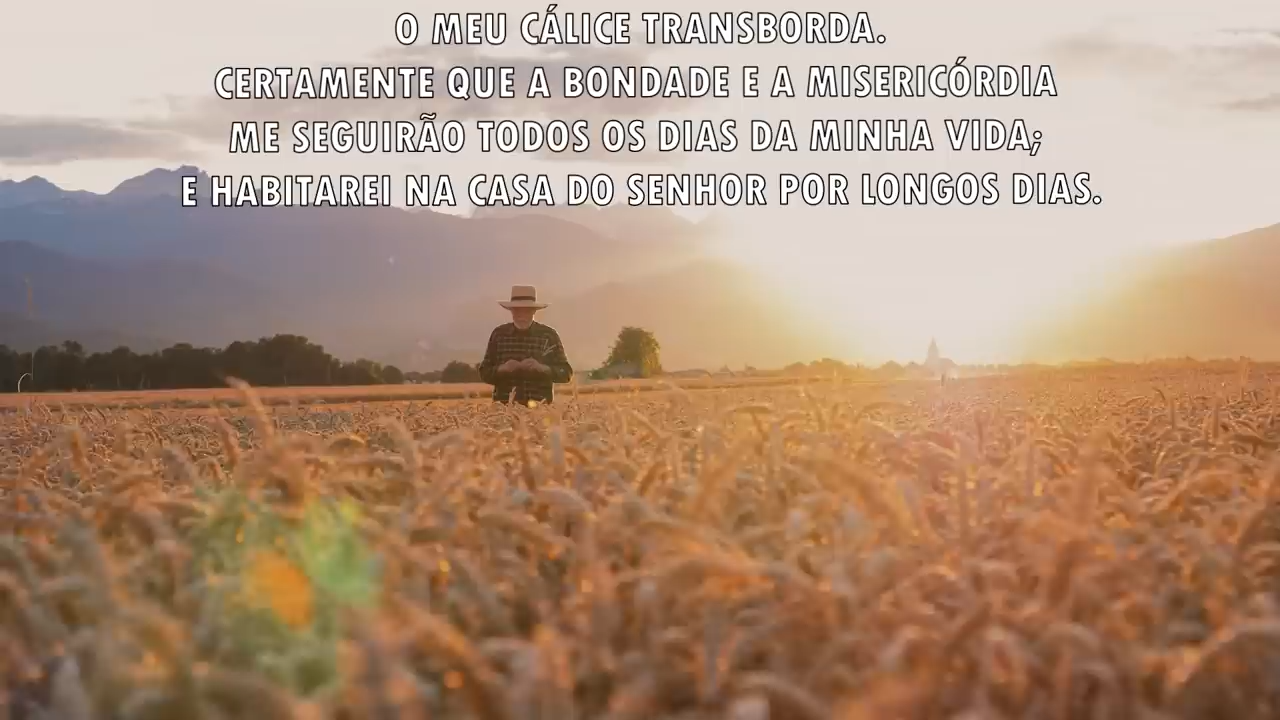 O MEU CÁLICE TRANSBORDA.
CERTAMENTE QUE A BONDADE E A MISERICÓRDIA
ME SEGUIRÃO TODOS OS DIAS DA MINHA VIDA;
E HABITAREI NA CASA DO SENHOR POR LONGOS DIAS.